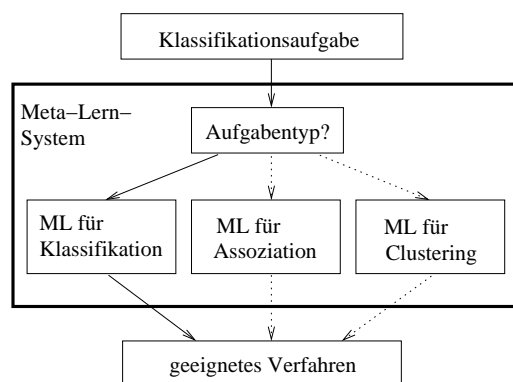 Klassifikationsaufgabe
Meta–Lern–
System
Aufgabentyp?
ML für
Klassifikation
ML für
Assoziation
ML für
Clustering
geeignetes Verfahren